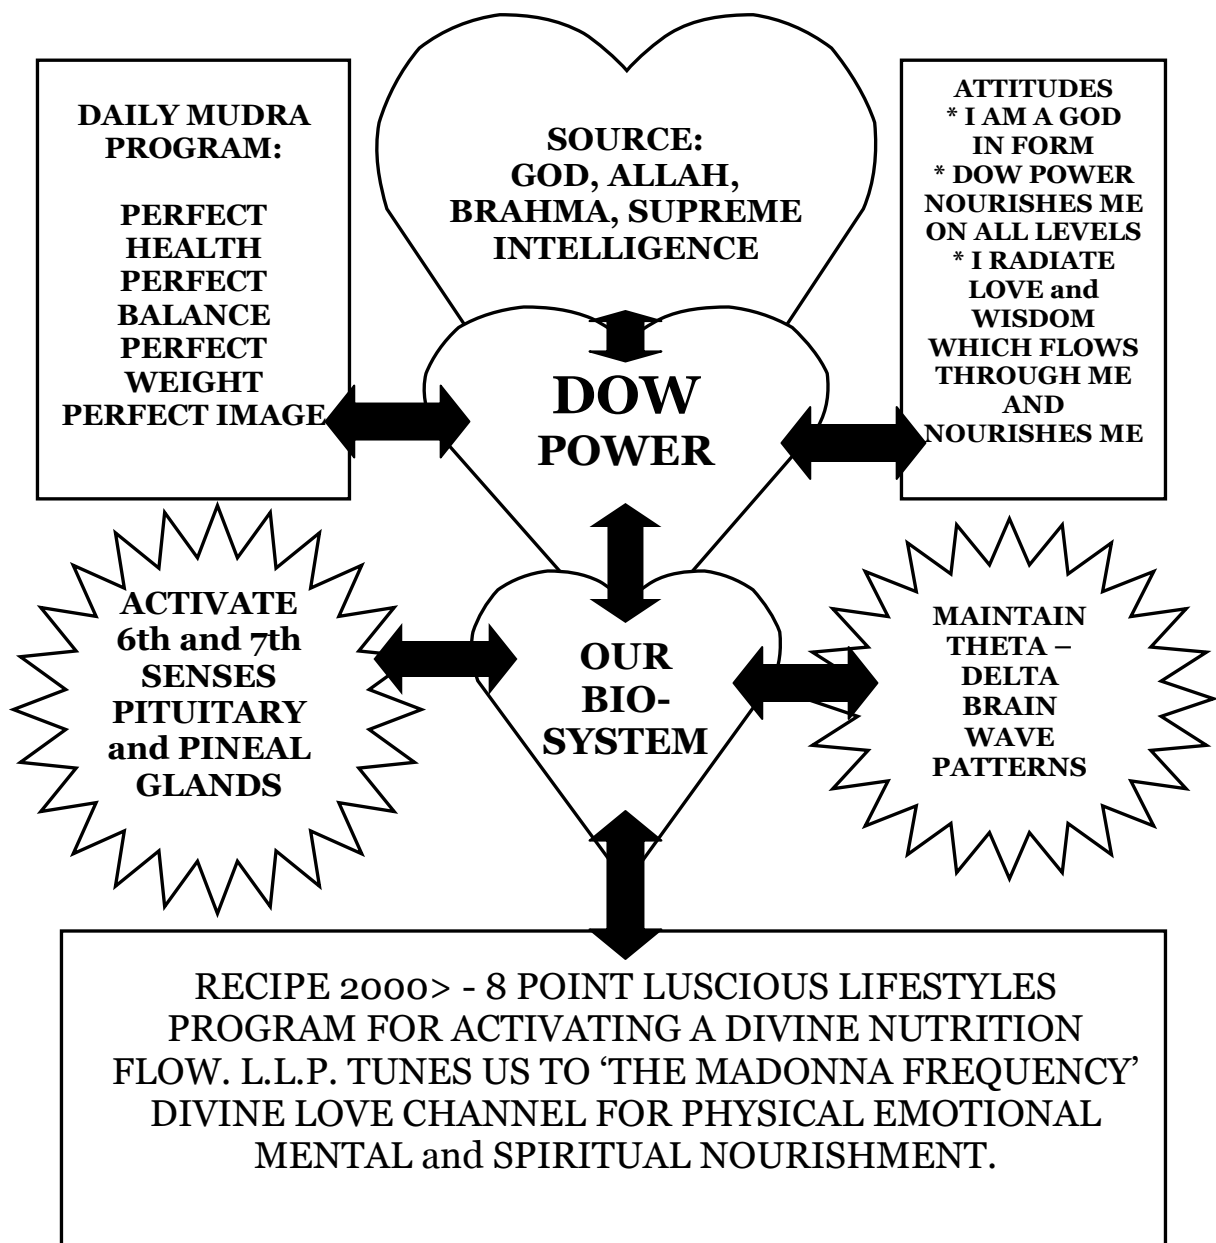 DAILY MUDRA
PROGRAM:
PERFECT
HEALTH
PERFECT
BALANCE
PERFECT
WEIGHT
PERFECT IMAGE
SOURCE:
GOD, ALLAH,
BRAHMA, SUPREME
INTELLIGENCE
ATTITUDES
* I AM A GOD
IN FORM
* DOW POWER
NOURISHES ME
ON ALL LEVELS
* I RADIATE
LOVE and
WISDOM
WHICH FLOWS
THROUGH ME
AND
NOURISHES ME
DOW
POWER
ACTIVATE
6th and 7th
SENSES
PITUITARY
and PINEAL
GLANDS
OUR
BIO-
SYSTEM
MAINTAIN
THETA –
DELTA
BRAIN
WAVE
PATTERNS
RECIPE 2000> - 8 POINT LUSCIOUS LIFESTYLES
PROGRAM FOR ACTIVATING A DIVINE NUTRITION
FLOW. L.L.P. TUNES US TO ‘THE MADONNA FREQUENCY’
DIVINE LOVE CHANNEL FOR PHYSICAL EMOTIONAL
MENTAL and SPIRITUAL NOURISHMENT.